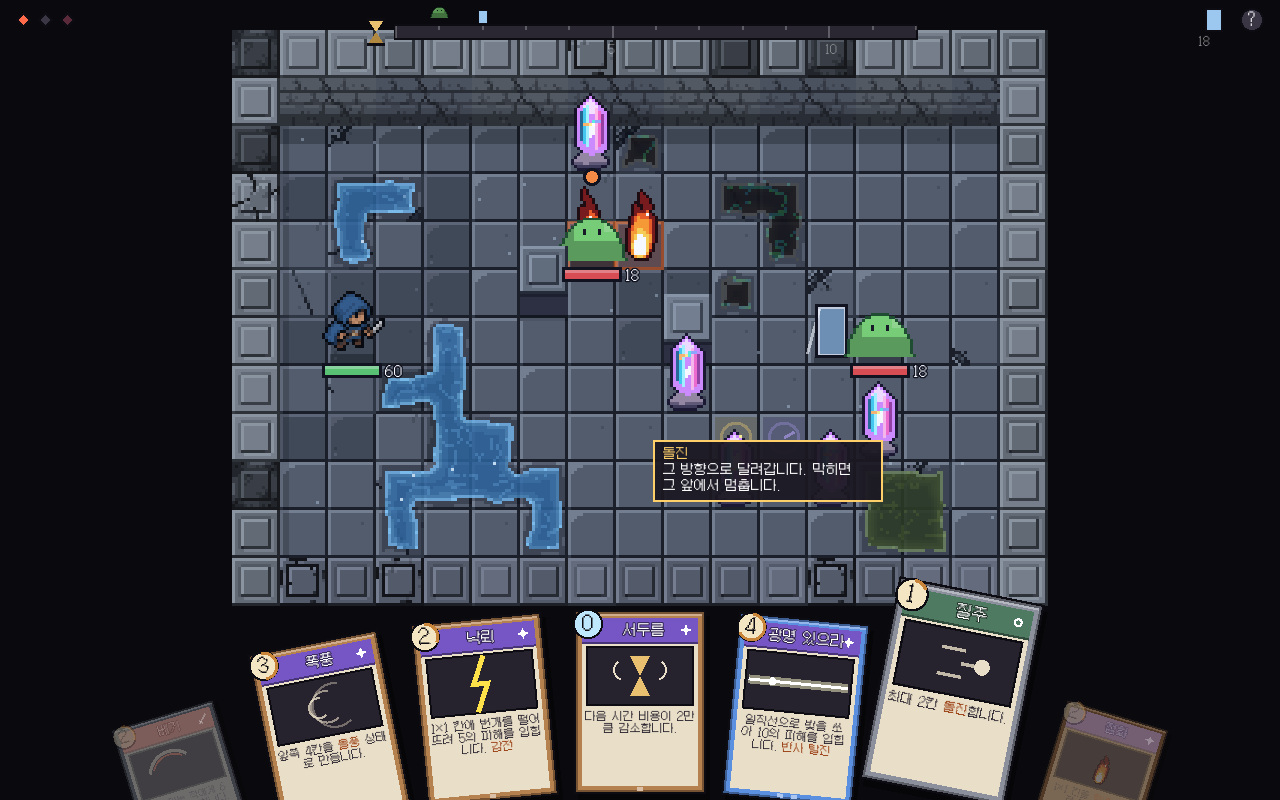 5
10
18
?
18
60
18
돌진
그 방향으로 달려갑니다. 막히면
그 앞에서 멈춥니다.
2
3
폭풍
앞쪽 4칸을 돌풍 상태
로 만듭니다.
2
낙뢰
1×1 칸에 번개를 떨어
뜨려 5의 피해를 입힙
니다. 감전
0
서두름
다음 시간 비용이 2만
큼 감소합니다.
4
광명 있으라
일직선으로 빛을 쏘
아 10의 피해를 입힙
니다. 반사 탈진
1
질주
최대 2칸 돌진합니다.
2